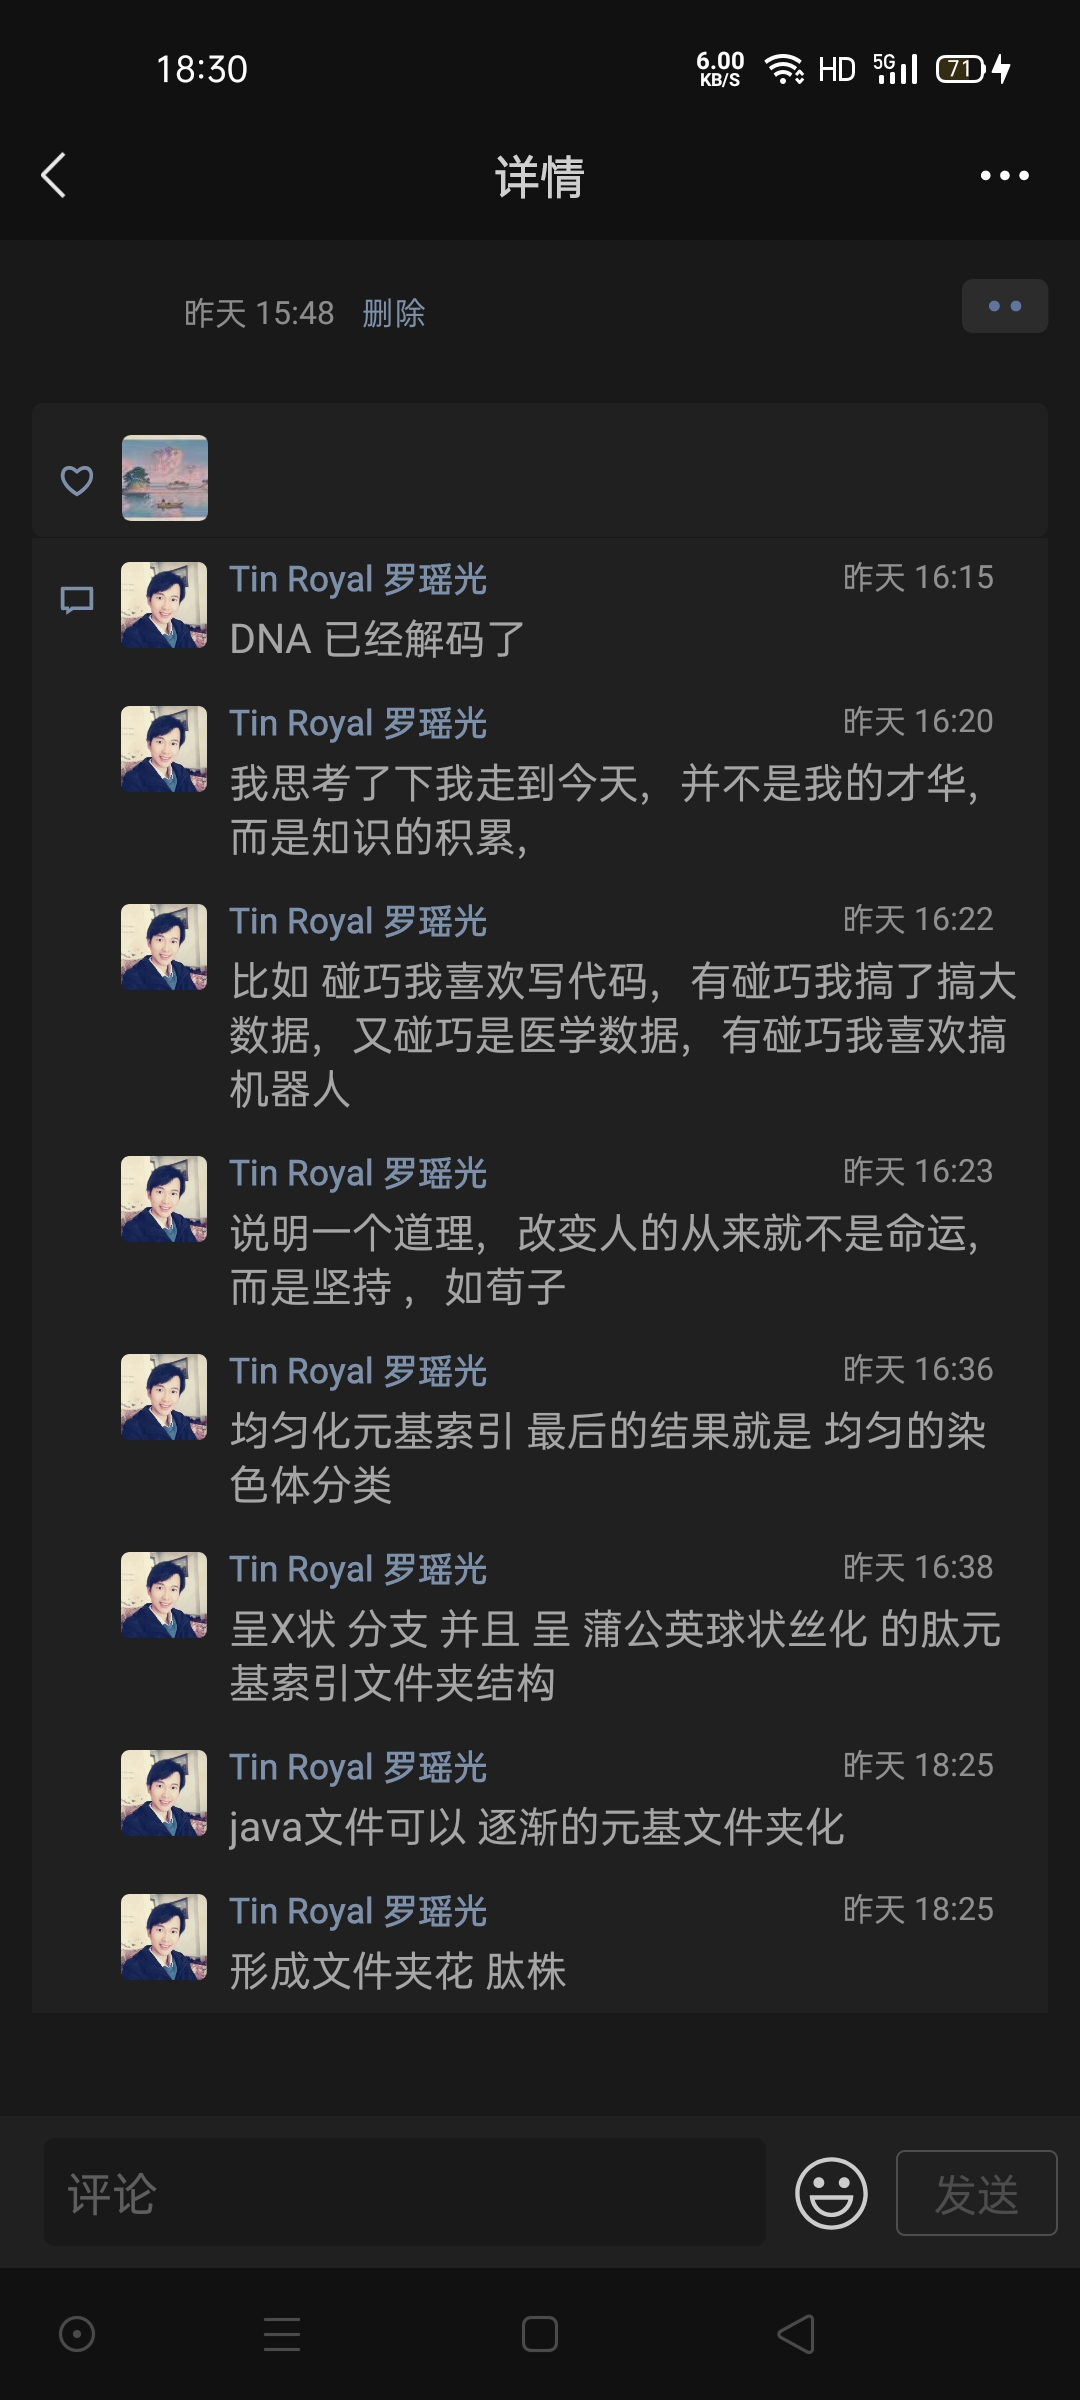 18:30
6.00 KB/S HD 5G 71
详情
昨天 15:48 删除
Tin Royal 罗瑶光 昨天 16:15
DNA 已经解码了
Tin Royal 罗瑶光 昨天 16:20
我思考了下我走到今天，并不是我的才华，
而是知识的积累，
Tin Royal 罗瑶光 昨天 16:22
比如 碰巧我喜欢写代码，有碰巧我搞了搞大
数据，又碰巧是医学数据，有碰巧我喜欢搞
机器人
Tin Royal 罗瑶光 昨天 16:23
说明一个道理，改变人的从来就不是命运，
而是坚持 ，如荀子
Tin Royal 罗瑶光 昨天 16:36
均匀化元基索引 最后的结果就是 均匀的染
色体分类
Tin Royal 罗瑶光 昨天 16:38
呈X状 分支 并且 呈 蒲公英球状丝化 的肽元
基索引文件夹结构
Tin Royal 罗瑶光 昨天 18:25
java文件可以 逐渐的元基文件夹化
Tin Royal 罗瑶光 昨天 18:25
形成文件夹花 肽株
评论 发送